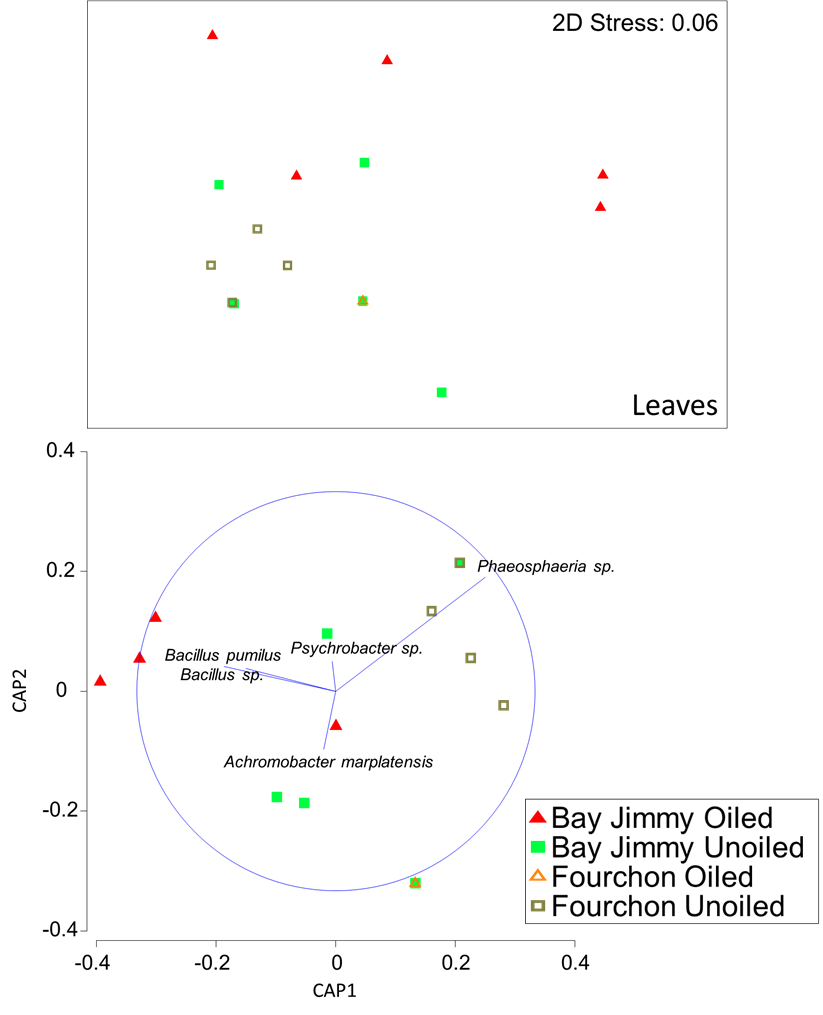 2D Stress: 0.06
Leaves
0.4
0.2
0
-0.2
-0.4
CAP2
Phaeosphaeria sp.
Psychrobacter sp.
Bacillus pumilus
Bacillus sp.
Achromobacter marplatensis
Bay Jimmy Oiled
Bay Jimmy Unoiled
Fourchon Oiled
Fourchon Unoiled
-0.4
-0.2
0
0.2
0.4
CAP1